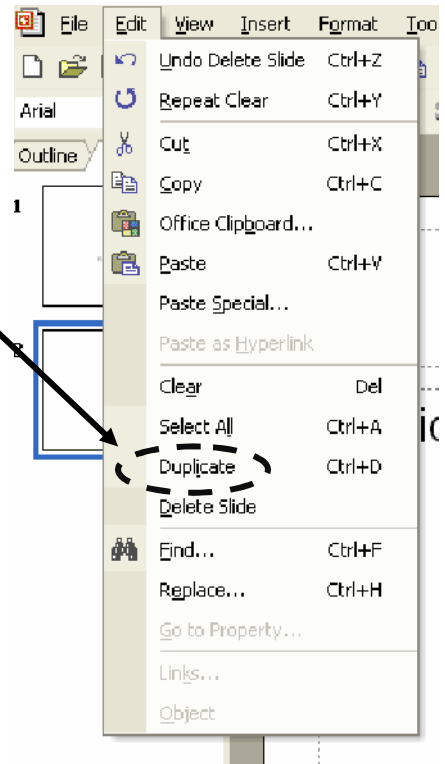 File Edit View Insert Format Too
Arial
Outline
1
Undo Delete Slide Ctrl+Z
Repeat Clear Ctrl+Y
Cut Ctrl+X
Copy Ctrl+C
Office Clipboard...
Paste Ctrl+V
Paste Special...
Paste as Hyperlink
Clear Del
Select All Ctrl+A
Duplicate Ctrl+D
Delete Slide
Find... Ctrl+F
Replace... Ctrl+H
Go to Property...
Links...
Object